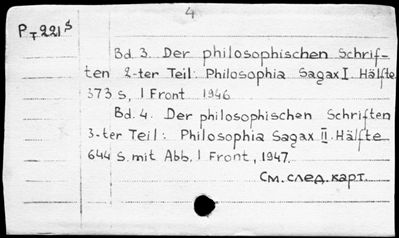 4
P 7 221 s
Bd. 3. Der philosophischen Schrif-
ten 2-ter Teil: Philosophia Sagax I. Hälfte
373 S, 1 Front 1946
Bd. 4. Der philosophischen Schriften
3-ter Teil: Philosophia Sagax II. Hälfte
644 S. mit Abb. 1 Front, 1947.
См. след. карт.